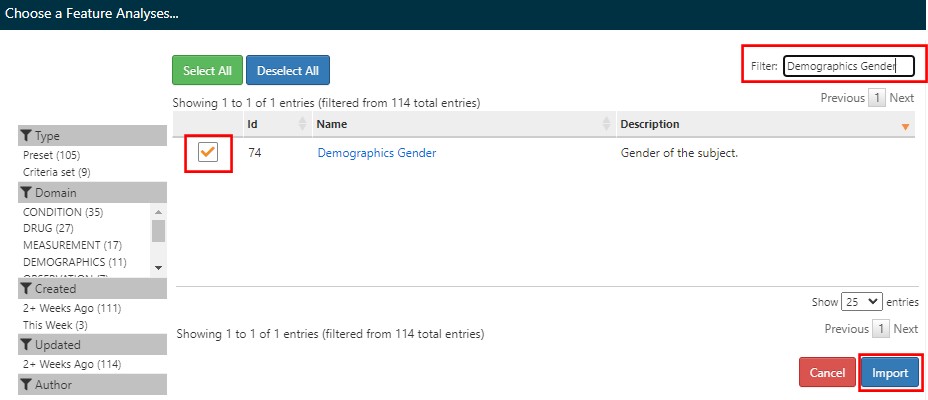 Choose a Feature Analyses...
Select All Deselect All Filter: Demographics Gender
Showing 1 to 1 of 1 entries (filtered from 114 total entries) Previous 1 Next
Id Name Description
74 Demographics Gender Gender of the subject.
Type
Preset (105)
Criteria set (9)
Domain
CONDITION (35)
DRUG (27)
MEASUREMENT (17)
DEMOGRAPHICS (11)
Created
2+ Weeks Ago (111)
This Week (3)
Updated
2+ Weeks Ago (114)
Author
Show 25 entries
Showing 1 to 1 of 1 entries (filtered from 114 total entries) Previous 1 Next
Cancel Import